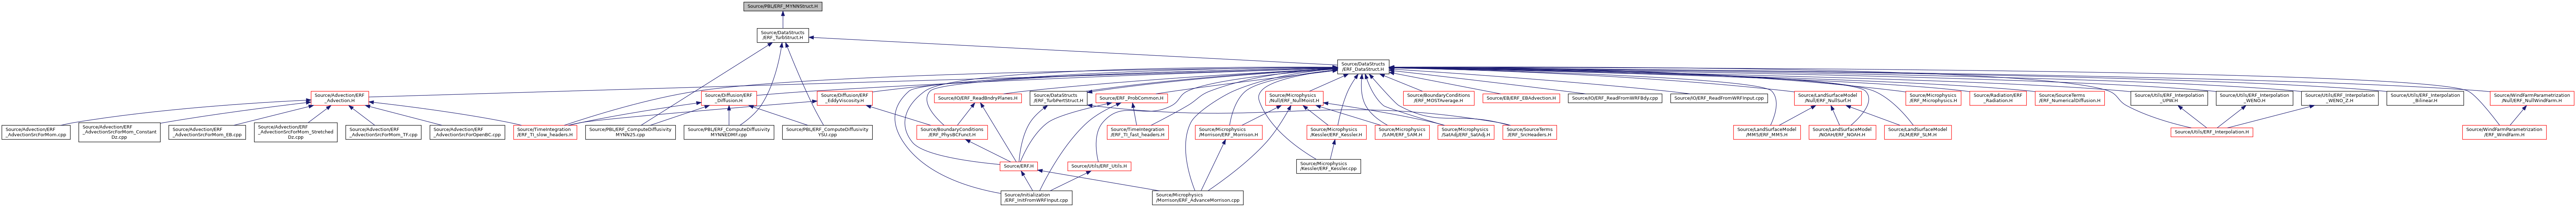 Source/PBL/ERF_MYNNStruct.H
Source/DataStructs
/ERF_TurbStruct.H
Source/DataStructs
/ERF_DataStruct.H
Source/Advection/ERF
_Advection.H
Source/Diffusion/ERF
_Diffusion.H
Source/Diffusion/ERF
_EddyViscosity.H
Source/IO/ERF_ReadBndryPlanes.H
Source/DataStructs
/ERF_TurbPertStruct.H
Source/ERF_ProbCommon.H
Source/Microphysics
/Null/ERF_NullMoist.H
Source/BoundaryConditions
/ERF_MOSTAverage.H
Source/EB/ERF_EBAdvection.H
Source/IO/ERF_ReadFromWRFBdy.cpp
Source/IO/ERF_ReadFromWRFInput.cpp
Source/LandSurfaceModel
/Null/ERF_NullSurf.H
Source/Microphysics
/ERF_Microphysics.H
Source/Radiation/ERF
_Radiation.H
Source/SourceTerms
/ERF_NumericalDiffusion.H
Source/Utils/ERF_Interpolation
_UPW.H
Source/Utils/ERF_Interpolation
_WENO.H
Source/Utils/ERF_Interpolation
_WENO_Z.H
Source/Utils/ERF_Interpolation
_Bilinear.H
Source/WindFarmParametrization
/Null/ERF_NullWindFarm.H
Source/Advection/ERF
_AdvectionSrcForMom.cpp
Source/Advection/ERF
_AdvectionSrcForMom_Constant
Dz.cpp
Source/Advection/ERF
_AdvectionSrcForMom_EB.cpp
Source/Advection/ERF
_AdvectionSrcForMom_Stretched
Dz.cpp
Source/Advection/ERF
_AdvectionSrcForMom_TF.cpp
Source/Advection/ERF
_AdvectionSrcForOpenBC.cpp
Source/TimeIntegration
/ERF_TI_slow_headers.H
Source/PBL/ERF_ComputeDiffusivity
MYNN25.cpp
Source/PBL/ERF_ComputeDiffusivity
MYNNEDMF.cpp
Source/PBL/ERF_ComputeDiffusivity
YSU.cpp
Source/BoundaryConditions
/ERF_PhysBCFunct.H
Source/TimeIntegration
/ERF_TI_fast_headers.H
Source/Microphysics
/Morrison/ERF_Morrison.H
Source/Microphysics
/Kessler/ERF_Kessler.H
Source/Microphysics
/SAM/ERF_SAM.H
Source/Microphysics
/SatAdj/ERF_SatAdj.H
Source/SourceTerms
/ERF_SrcHeaders.H
Source/LandSurfaceModel
/MM5/ERF_MM5.H
Source/LandSurfaceModel
/NOAH/ERF_NOAH.H
Source/LandSurfaceModel
/SLM/ERF_SLM.H
Source/Utils/ERF_Interpolation.H
Source/WindFarmParametrization
/ERF_WindFarm.H
Source/ERF.H
Source/Utils/ERF_Utils.H
Source/Microphysics
/Kessler/ERF_Kessler.cpp
Source/Initialization
/ERF_InitFromWRFInput.cpp
Source/Microphysics
/Morrison/ERF_AdvanceMorrison.cpp